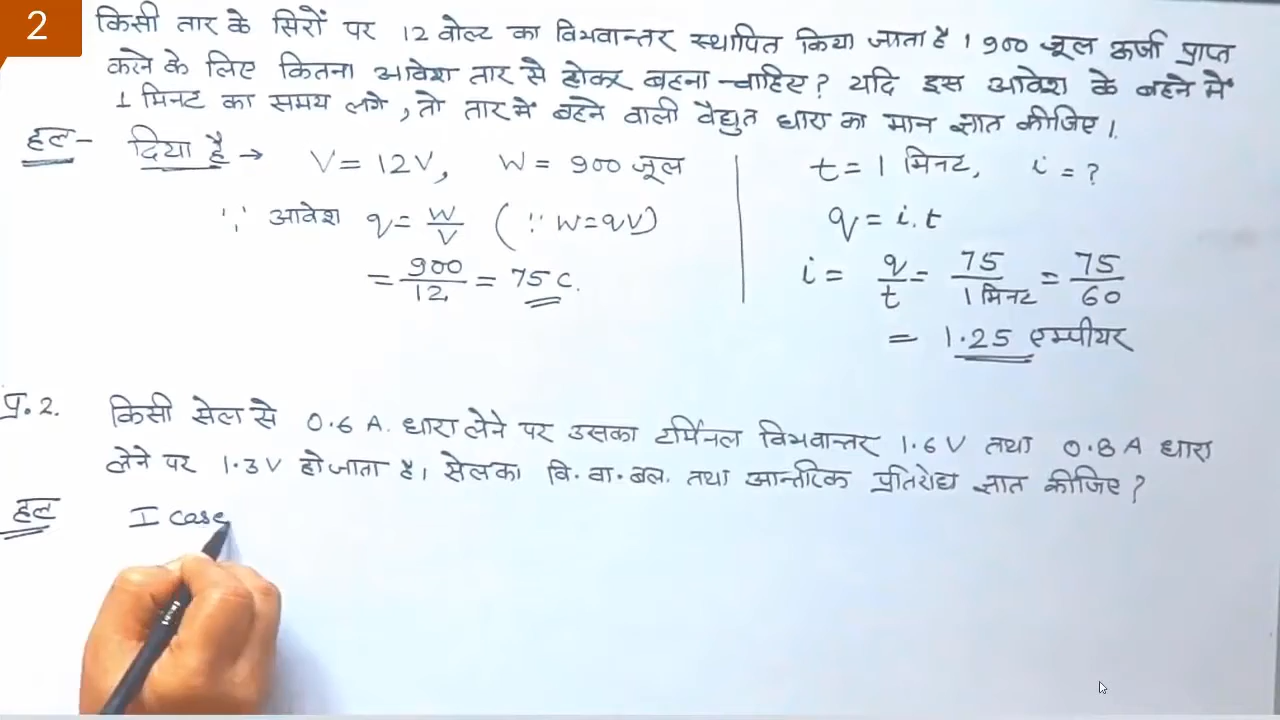 2
किसी तार के सिरों पर 12 वोल्ट का विभवान्तर स्थापित किया जाता है । 900 जूल ऊर्जा प्राप्त
करने के लिए कितना आवेश तार से होकर बहना चाहिए ? यदि इस आवेश के बहने में
1 मिनट का समय लगे, तो तार में बहने वाली वैद्युत धारा का मान ज्ञात कीजिए ।
हल - दिया है → V = 12V, W = 900 जूल
∵ आवेश q = W/V (∵ W = qV)
= 900/12 = 75 C.
t = 1 मिनट, i = ?
q = i.t
i = q/t = 75/1 मिनट = 75/60
= 1.25 एम्पीयर
प्र.2. किसी सेल से 0.6 A. धारा लेने पर उसका टर्मिनल विभवान्तर 1.6 V तथा 0.8 A धारा
लेने पर 1.3V हो जाता है। सेल का वि. वा. बल. तथा आन्तरिक प्रतिरोध ज्ञात कीजिए ?
हल I case